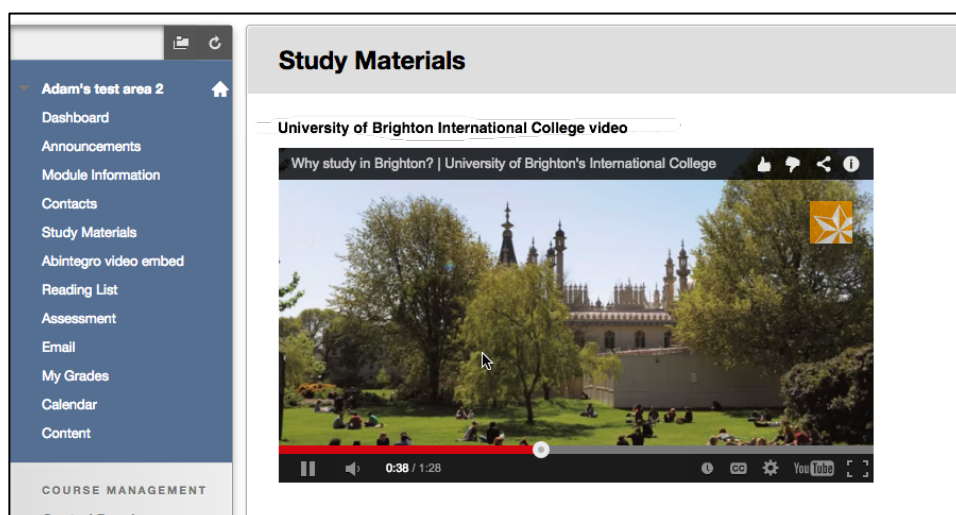 Adam's test area 2
Dashboard
Announcements
Module Information
Contacts
Study Materials
Abintegro video embed
Reading List
Assessment
Email
My Grades
Calendar
Content
COURSE MANAGEMENT
Study Materials
University of Brighton International College video
Why study in Brighton? | University of Brighton's International College
0:38 / 1:28
CC
YouTube